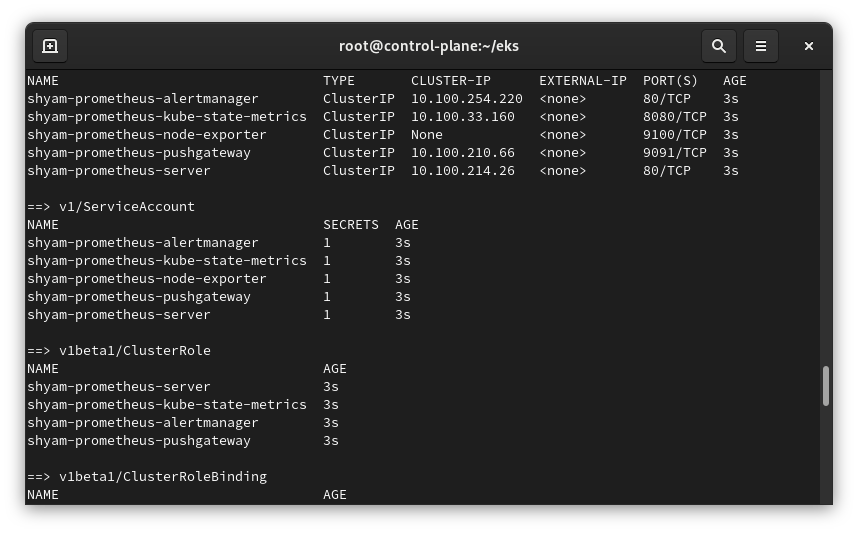 root@control-plane:~/eks
NAME TYPE CLUSTER-IP EXTERNAL-IP PORT(S) AGE
shyam-prometheus-alertmanager ClusterIP 10.100.254.220 <none> 80/TCP 3s
shyam-prometheus-kube-state-metrics ClusterIP 10.100.33.160 <none> 8080/TCP 3s
shyam-prometheus-node-exporter ClusterIP None <none> 9100/TCP 3s
shyam-prometheus-pushgateway ClusterIP 10.100.210.66 <none> 9091/TCP 3s
shyam-prometheus-server ClusterIP 10.100.214.26 <none> 80/TCP 3s
==> v1/ServiceAccount
NAME SECRETS AGE
shyam-prometheus-alertmanager 1 3s
shyam-prometheus-kube-state-metrics 1 3s
shyam-prometheus-node-exporter 1 3s
shyam-prometheus-pushgateway 1 3s
shyam-prometheus-server 1 3s
==> v1beta1/ClusterRole
NAME AGE
shyam-prometheus-server 3s
shyam-prometheus-kube-state-metrics 3s
shyam-prometheus-alertmanager 3s
shyam-prometheus-pushgateway 3s
==> v1beta1/ClusterRoleBinding
NAME AGE